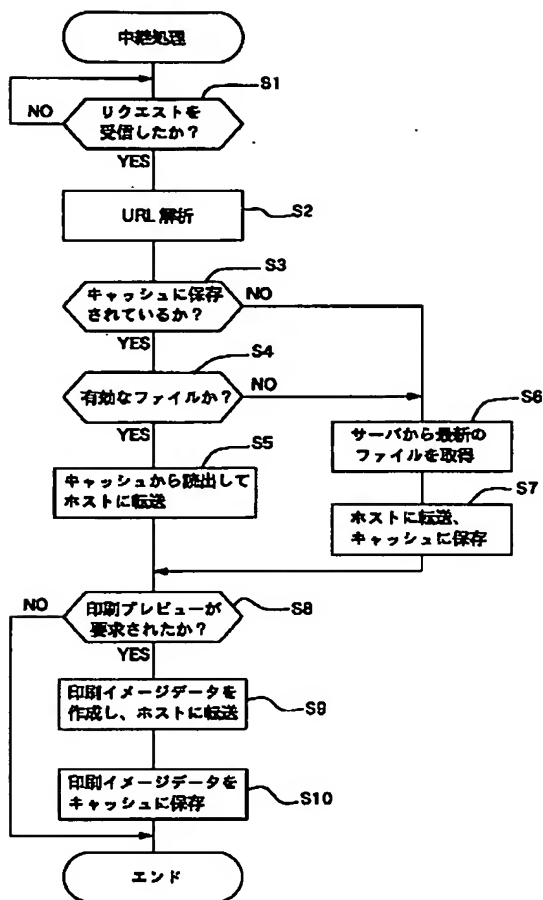 中継処理
S1
NO
リクエストを
受信したか？
YES
URL 解析
S2
S3
キャッシュに保存
されているか？
NO
YES
S4
有効なファイルか？
NO
YES
S5
キャッシュから読出して
ホストに転送
S6
サーバから最新の
ファイルを取得
S7
ホストに転送、
キャッシュに保存
NO
印刷プレビューが
要求されたか？
S8
YES
印刷イメージデータを
作成し、ホストに転送
S9
印刷イメージデータを
キャッシュに保存
S10
エンド